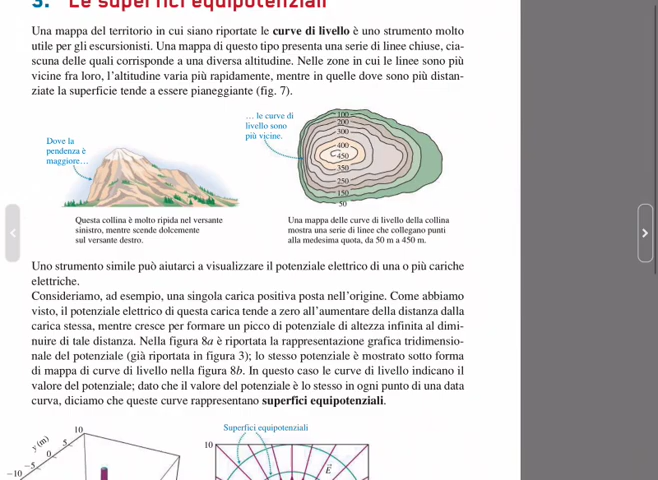 3. Le superfici equipotenziali
Una mappa del territorio in cui siano riportate le curve di livello è uno strumento molto
utile per gli escursionisti. Una mappa di questo tipo presenta una serie di linee chiuse, cia-
scuna delle quali corrisponde a una diversa altitudine. Nelle zone in cui le linee sono più
vicine fra loro, l'altitudine varia più rapidamente, mentre in quelle dove sono più distan-
ziate la superficie tende a essere pianeggiante (fig. 7).
Dove la
pendenza è
maggiore…
… le curve di
livello sono
più vicine.
100
200
300
400
450
350
250
150
50
Questa collina è molto ripida nel versante
sinistro, mentre scende dolcemente
sul versante destro.
Una mappa delle curve di livello della collina
mostra una serie di linee che collegano punti
alla medesima quota, da 50 m a 450 m.
Uno strumento simile può aiutarci a visualizzare il potenziale elettrico di una o più cariche
elettriche.
Consideriamo, ad esempio, una singola carica positiva posta nell'origine. Come abbiamo
visto, il potenziale elettrico di questa carica tende a zero all'aumentare della distanza dalla
carica stessa, mentre cresce per formare un picco di potenziale di altezza infinita al dimi-
nuire di tale distanza. Nella figura 8a è riportata la rappresentazione grafica tridimensio-
nale del potenziale (già riportata in figura 3); lo stesso potenziale è mostrato sotto forma
di mappa di curve di livello nella figura 8b. In questo caso le curve di livello indicano il
valore del potenziale; dato che il valore del potenziale è lo stesso in ogni punto di una data
curva, diciamo che queste curve rappresentano superfici equipotenziali.
10
y (m)
5
0
−5
−10
Superfici equipotenziali
10
E